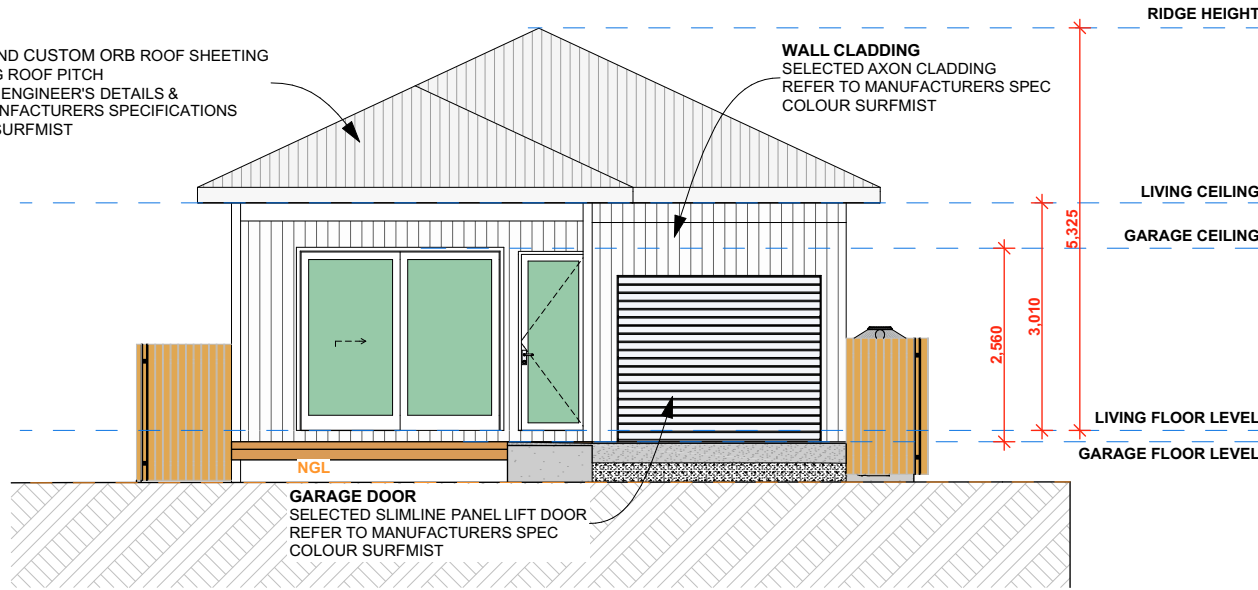 RIDGE HEIGHT
ND CUSTOM ORB ROOF SHEETING
G ROOF PITCH
ENGINEER'S DETAILS &
NFACTURERS SPECIFICATIONS
SURFMIST
WALL CLADDING
SELECTED AXON CLADDING
REFER TO MANUFACTURERS SPEC
COLOUR SURFMIST
LIVING CEILING
GARAGE CEILING
5,325
3,010
2,560
LIVING FLOOR LEVEL
GARAGE FLOOR LEVEL
NGL
GARAGE DOOR
SELECTED SLIMLINE PANEL LIFT DOOR
REFER TO MANUFACTURERS SPEC
COLOUR SURFMIST